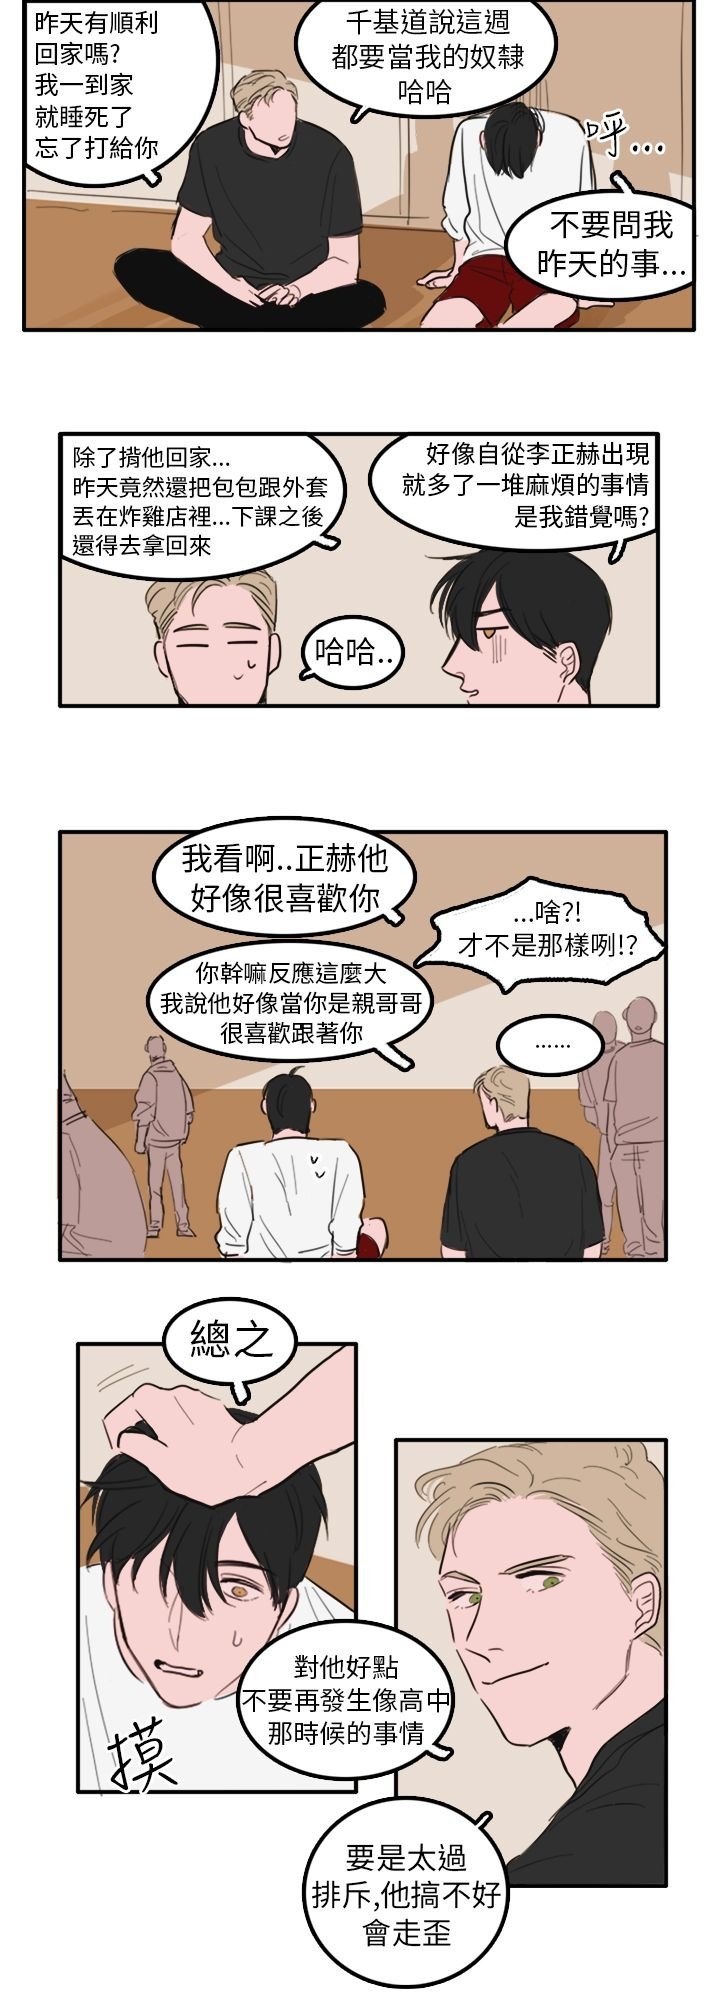 昨天有順利
回家嗎?
我一到家
就睡死了
忘了打給你
千基道說這週
都要當我的奴隸
哈哈
呼...
不要問我
昨天的事...
除了揹他回家...
昨天竟然還把包包跟外套
丟在炸雞店裡...下課之後
還得去拿回來
好像自從李正赫出現
就多了一堆麻煩的事情
是我錯覺嗎?
哈哈..
我看啊..正赫他
好像很喜歡你
...啥?!
才不是那樣咧!?
你幹嘛反應這麼大
我說他好像當你是親哥哥
很喜歡跟著你
......
總之
摸
對他好點
不要再發生像高中
那時候的事情
要是太過
排斥,他搞不好
會走歪